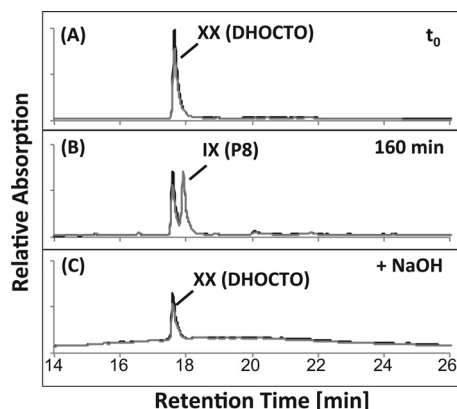 (A) XX (DHOCTO) t0
(B) IX (P8) 160 min
(C) XX (DHOCTO) + NaOH
Relative Absorption
14 16 18 20 22 24 26
Retention Time [min]